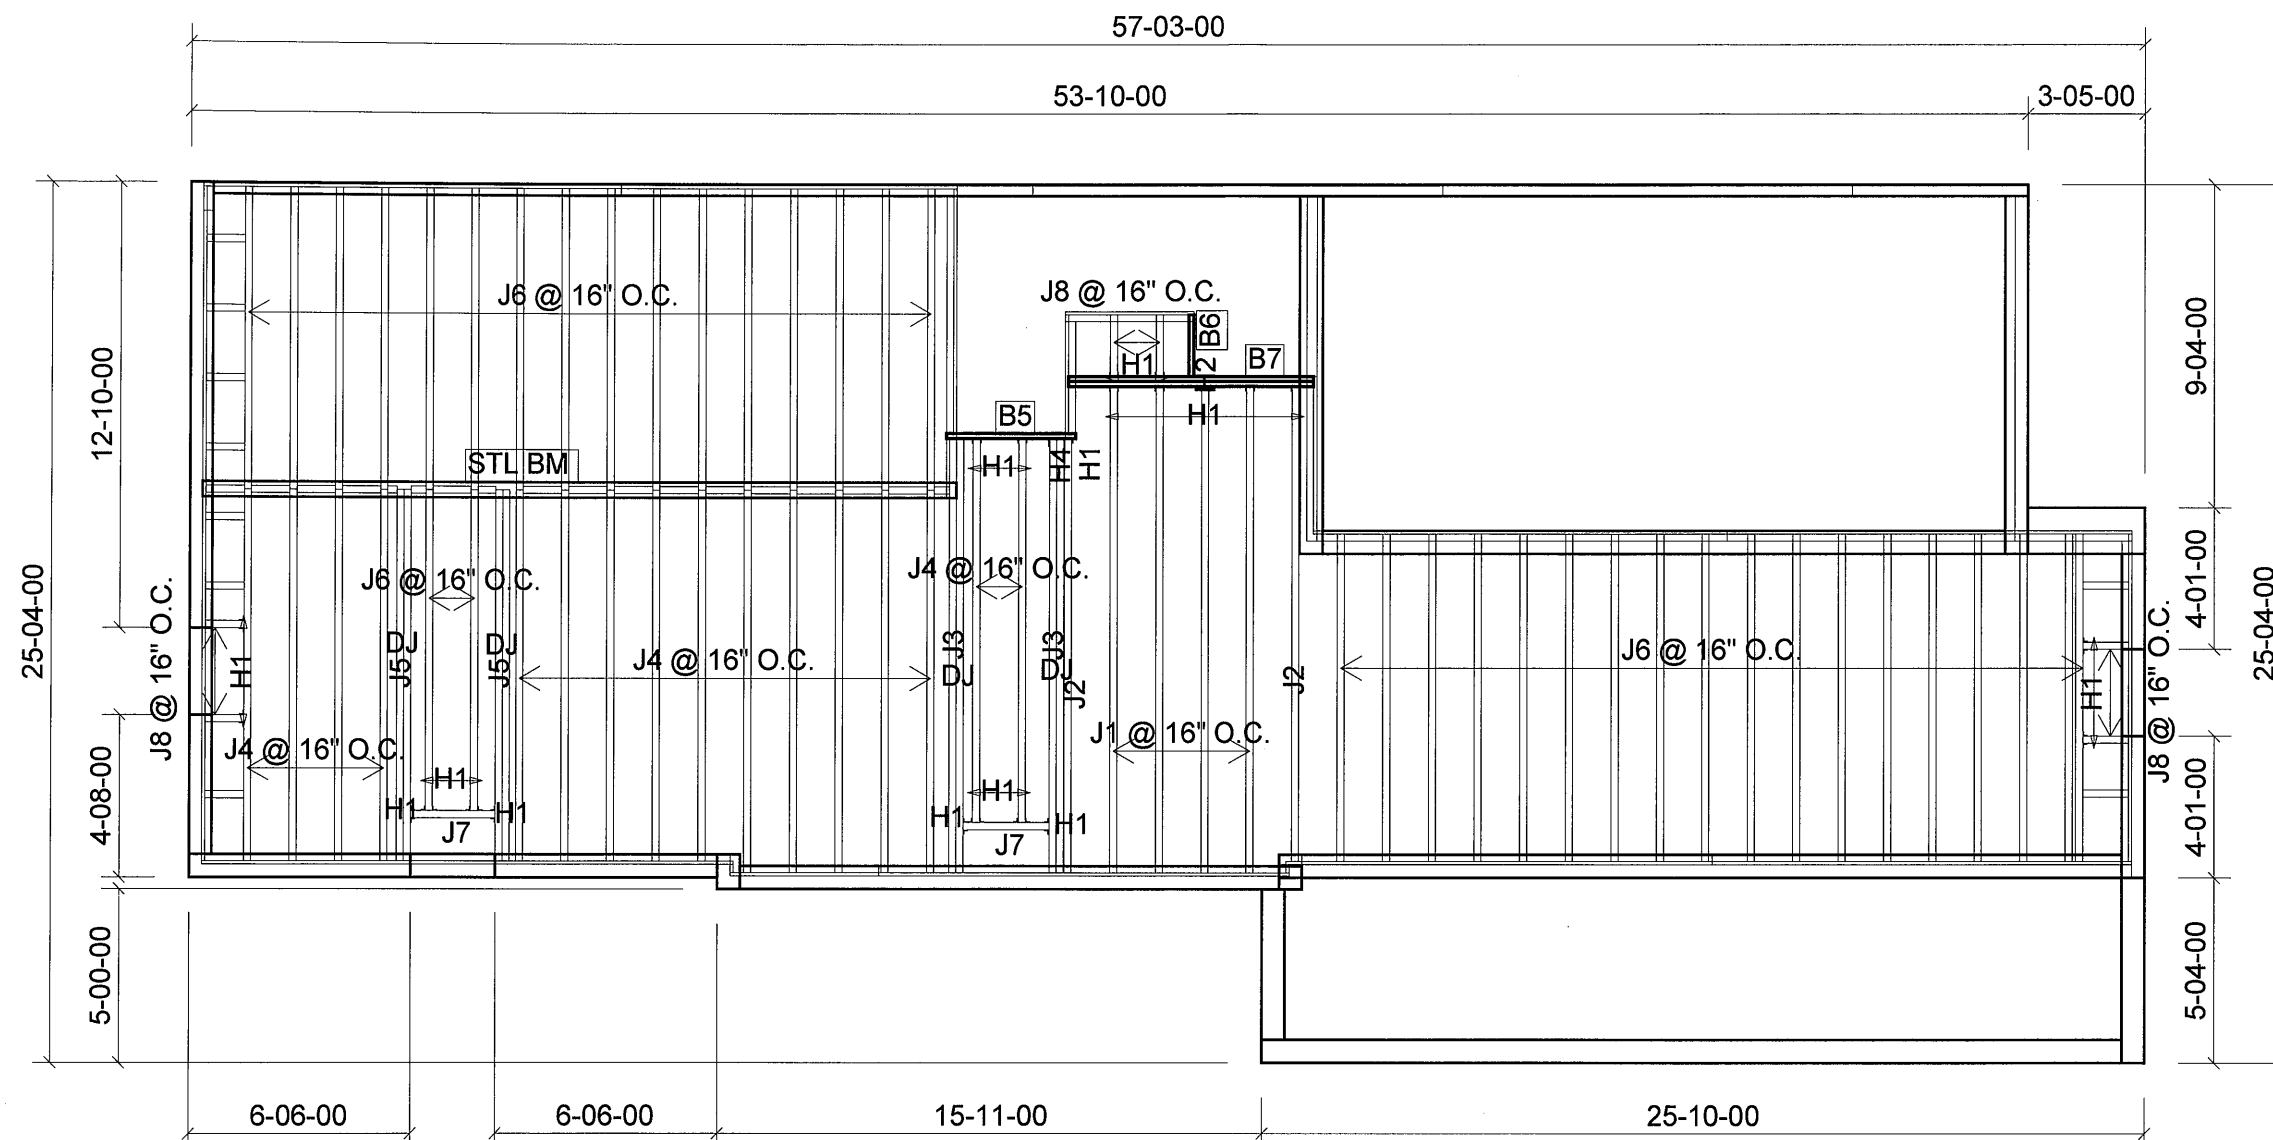 57-03-00
53-10-00
3-05-00
J6 @ 16" O.C.
J8 @ 16" O.C.
B6
H1
H2
B7
12-10-00
9-04-00
B5
H1
STL BM
H1
H4
H1
25-04-00
J6 @ 16" O.C.
J4 @ 16" O.C.
4-01-00
25-04-00
J8 @ 16" O.C.
H1
DJ
J5
DJ
J5
J4 @ 16" O.C.
J3
DJ
J3
DJ
J2
J2
J6 @ 16" O.C.
H1
J8 @ 16" O.C.
J4 @ 16" O.C.
J1 @ 16" O.C.
4-08-00
H1
H1
H1
J7
H1
H1
H1
J7
4-01-00
5-00-00
5-04-00
6-06-00
6-06-00
15-11-00
25-10-00